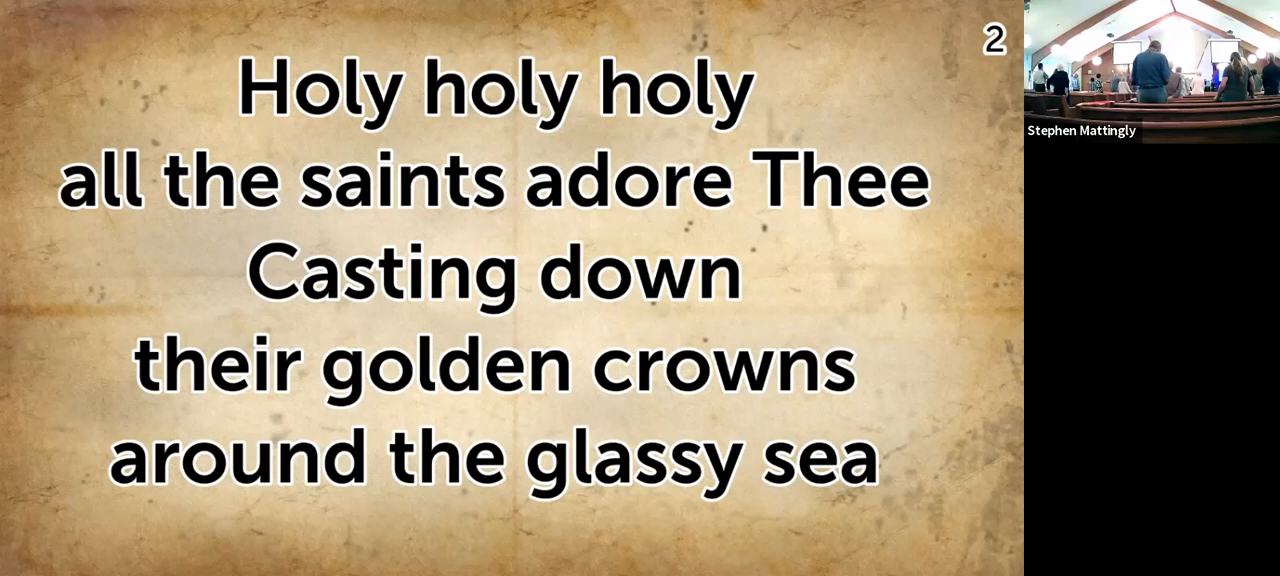 2
Holy holy holy
all the saints adore Thee
Casting down
their golden crowns
around the glassy sea
Stephen Mattingly